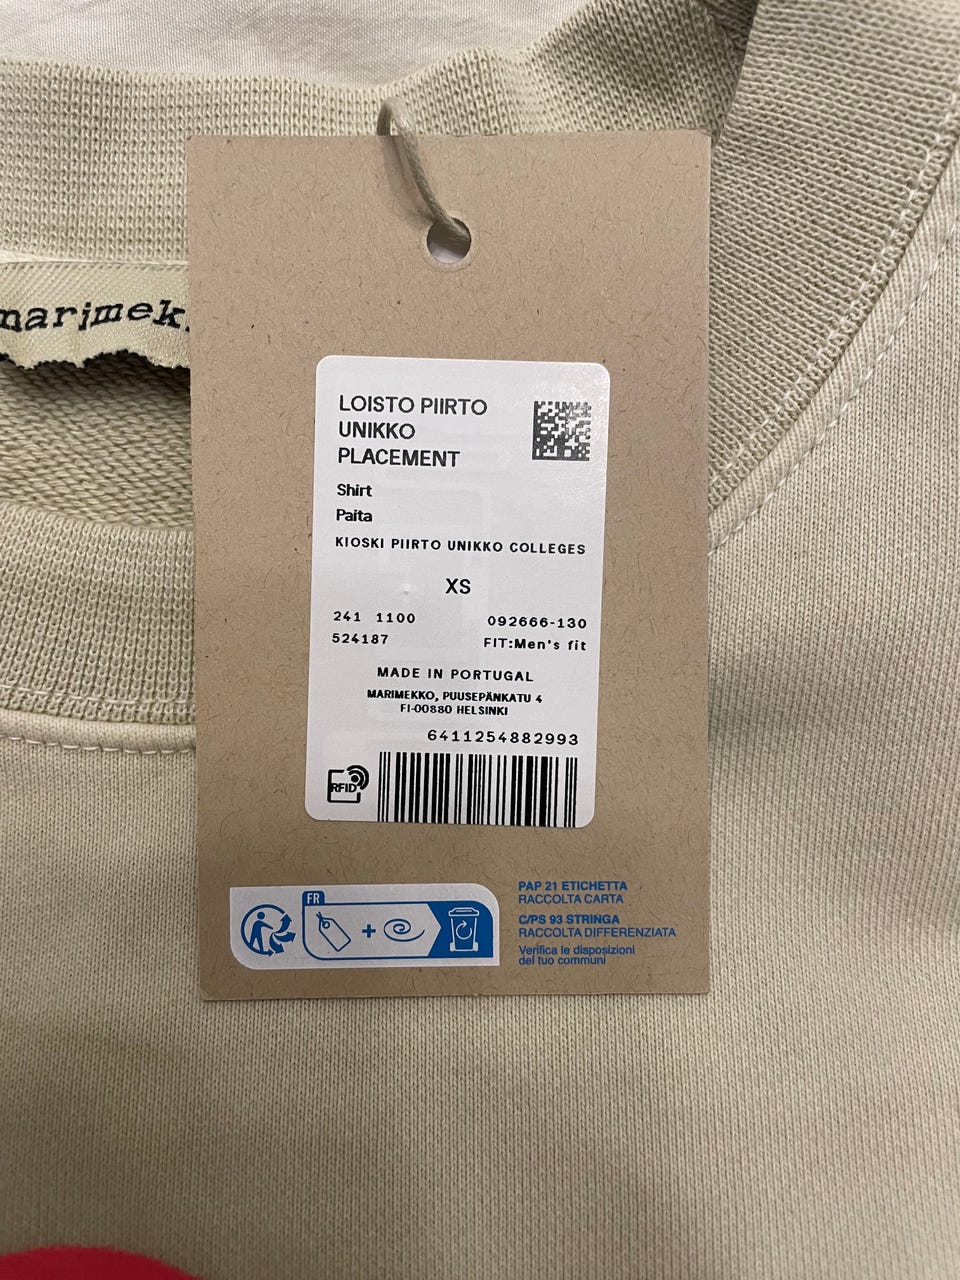 marimek
LOISTO PIIRTO
UNIKKO
PLACEMENT
Shirt
Paita
KIOSKI PIIRTO UNIKKO COLLEGES
XS
241 1100
092666-130
524187
FIT:Men's fit
MADE IN PORTUGAL
MARIMEKKO, PUUSEPÄNKATU 4
FI-00880 HELSINKI
6411254882993
RFID
FR
PAP 21 ETICHETTA
RACCOLTA CARTA
C/PS 93 STRINGA
RACCOLTA DIFFERENZIATA
Verifica le disposizioni
del tuo communi